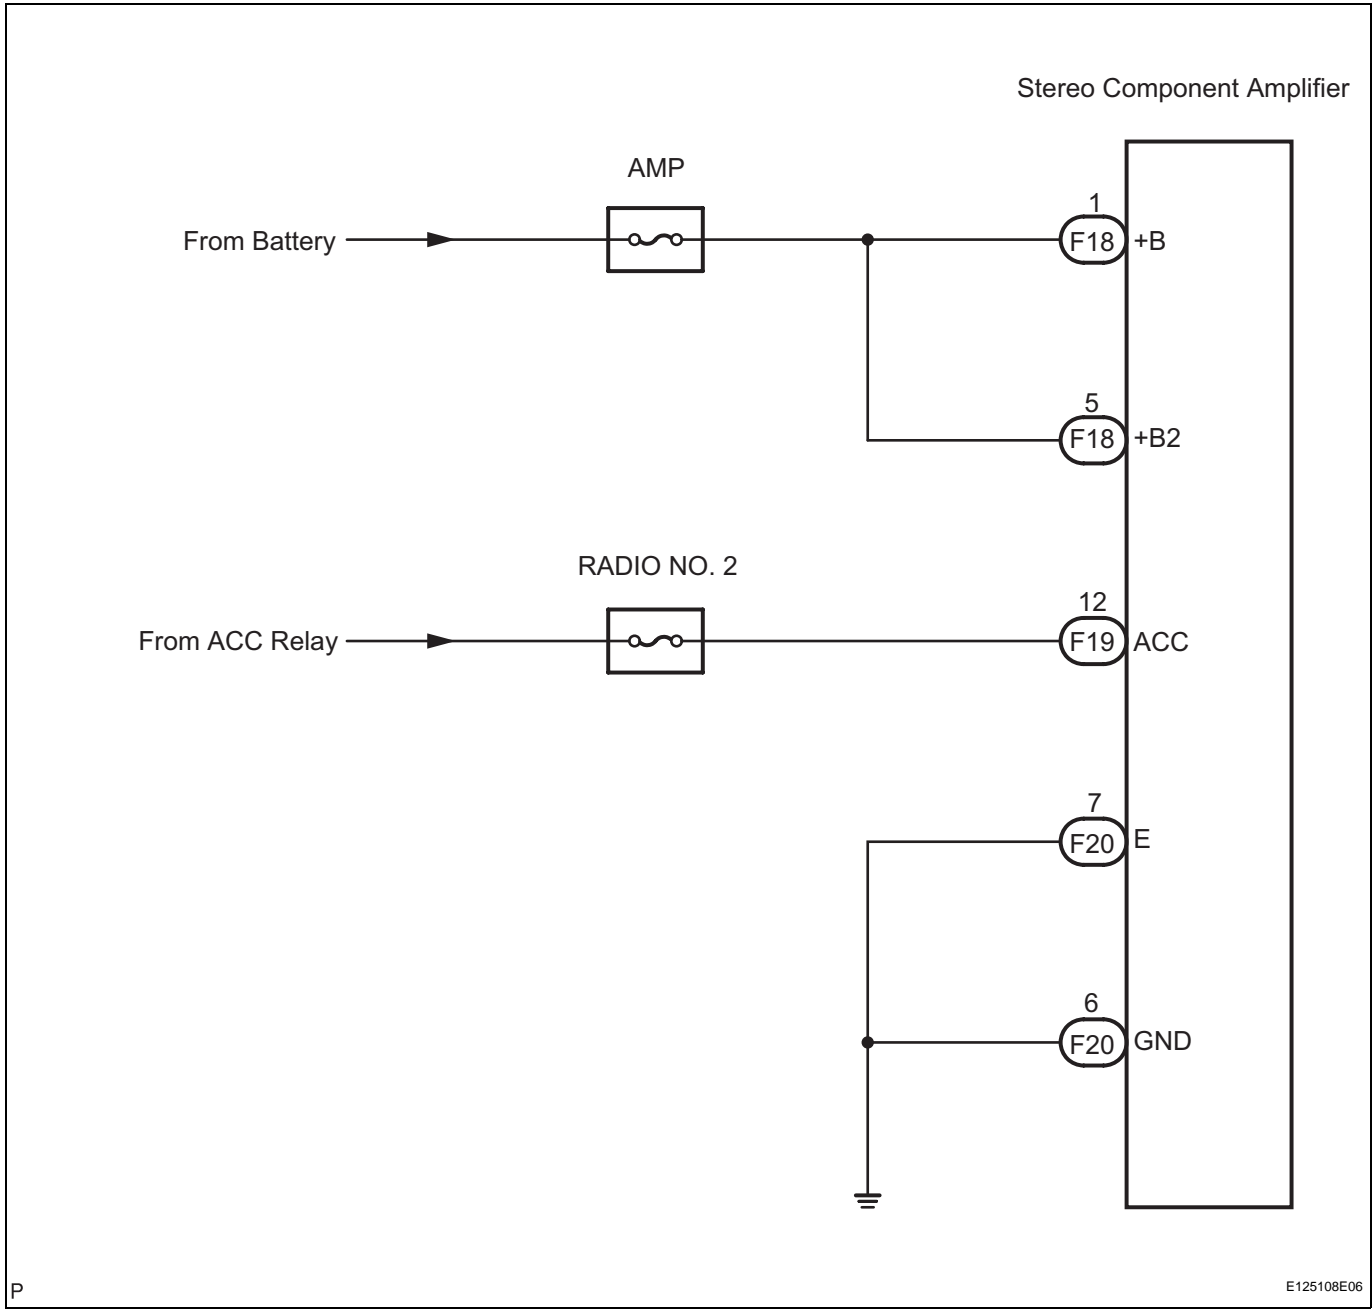 Stereo Component Amplifier
AMP
1
From Battery
F18
+B
5
F18
+B2
RADIO NO. 2
12
From ACC Relay
F19
ACC
7
F20
E
6
F20
GND
P
E125108E06